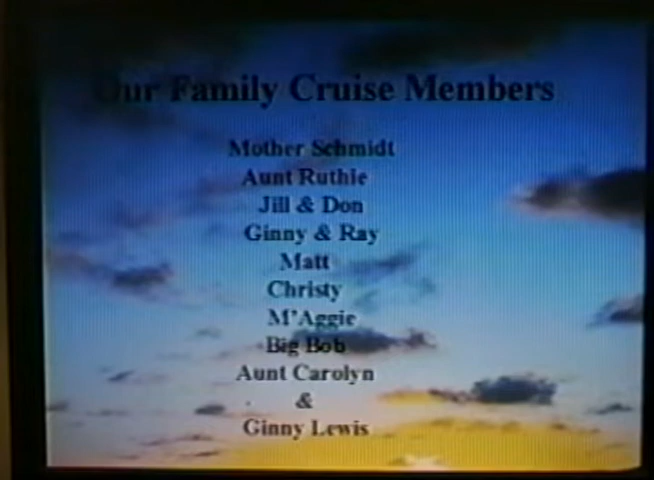 Our Family Cruise Members
Mother Schmidt
Aunt Ruthie
Jill & Don
Ginny & Ray
Matt
Christy
M'Aggie
Big Bob
Aunt Carolyn
&
Ginny Lewis